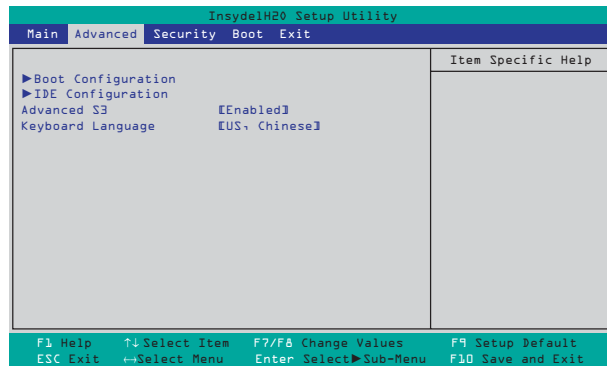 InsydeH20 Setup Utility
Main Advanced Security Boot Exit
Item Specific Help
►Boot Configuration
►IDE Configuration
Advanced S3 [Enabled]
Keyboard Language [US, Chinese]
F1 Help ↑↓ Select Item F7/F8 Change Values F9 Setup Default
ESC Exit ↔Select Menu Enter Select►Sub-Menu F10 Save and Exit